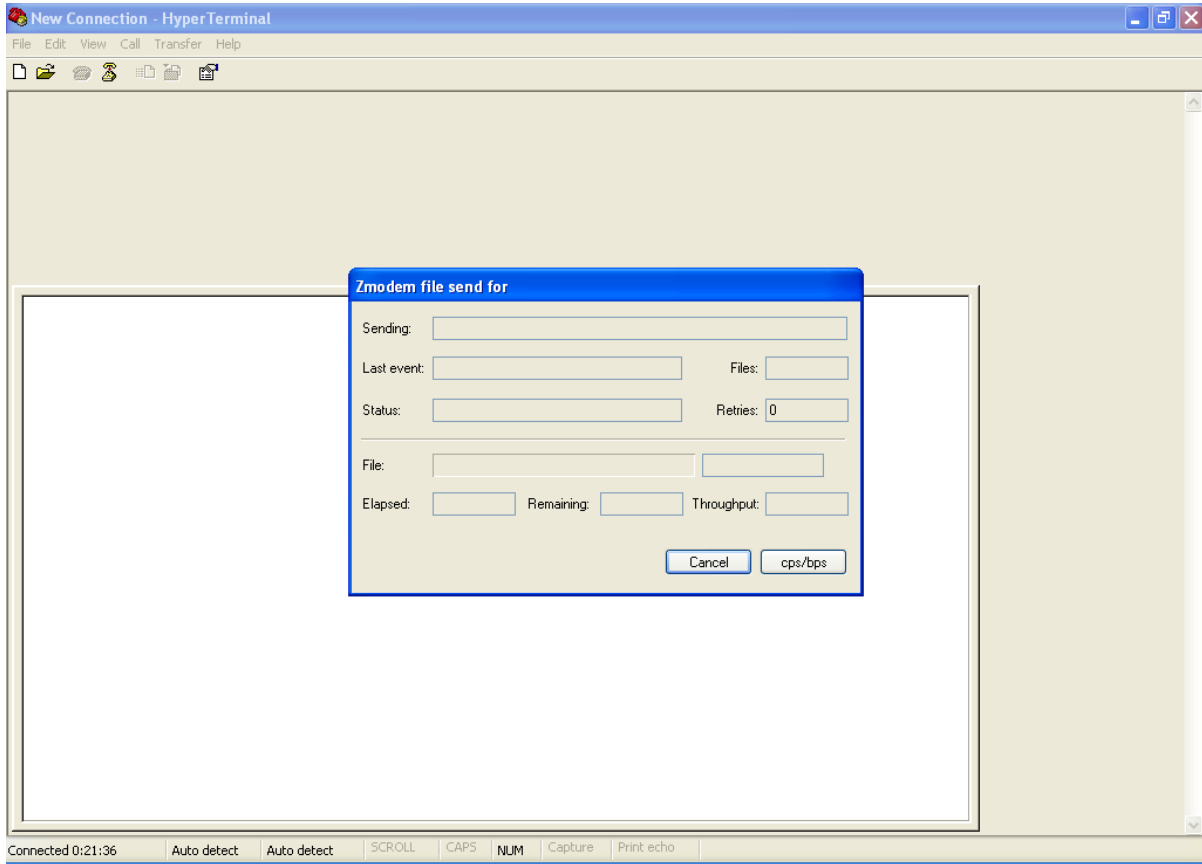 New Connection - HyperTerminal
File Edit View Call Transfer Help
Zmodem file send for
Sending:
Last event: Files:
Status: Retries: 0
File:
Elapsed: Remaining: Throughput:
Cancel cps/bps
Connected 0:21:36 Auto detect Auto detect SCROLL CAPS NUM Capture Print echo